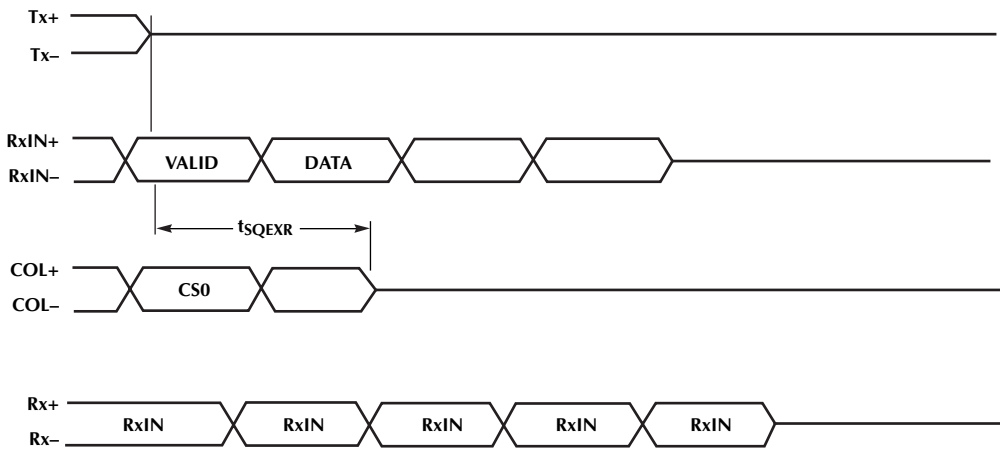 Tx+
Tx–
RxIN+
RxIN–
VALID
DATA
tSQEXR
COL+
COL–
CS0
Rx+
Rx–
RxIN
RxIN
RxIN
RxIN
RxIN